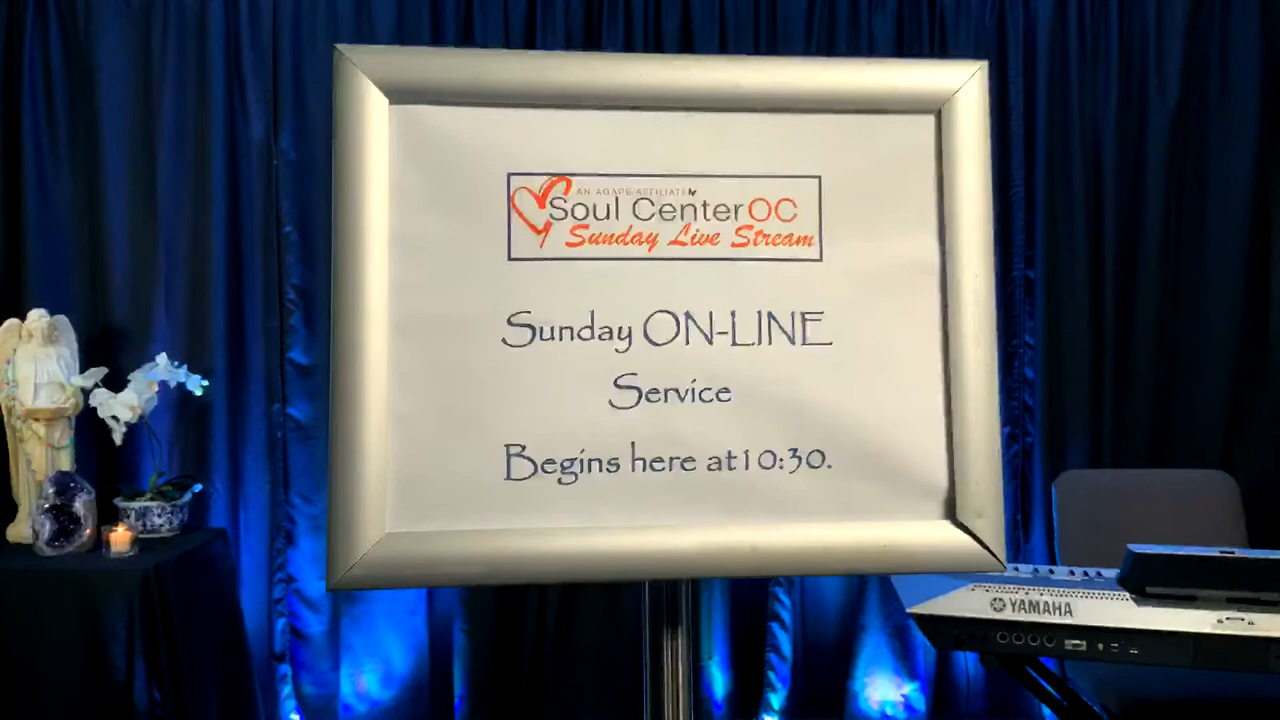 AN AGAPE AFFILIATE
Soul Center OC
Sunday Live Stream
Sunday ON-LINE
Service
Begins here at 10:30.
YAMAHA